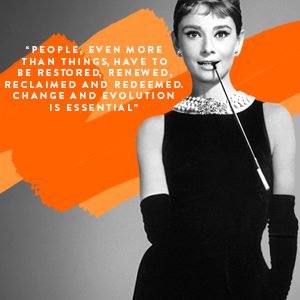 "PEOPLE, EVEN MORE
THAN THINGS, HAVE TO
BE RESTORED, RENEWED,
RECLAIMED AND REDEEMED.
CHANGE AND EVOLUTION
IS ESSENTIAL"